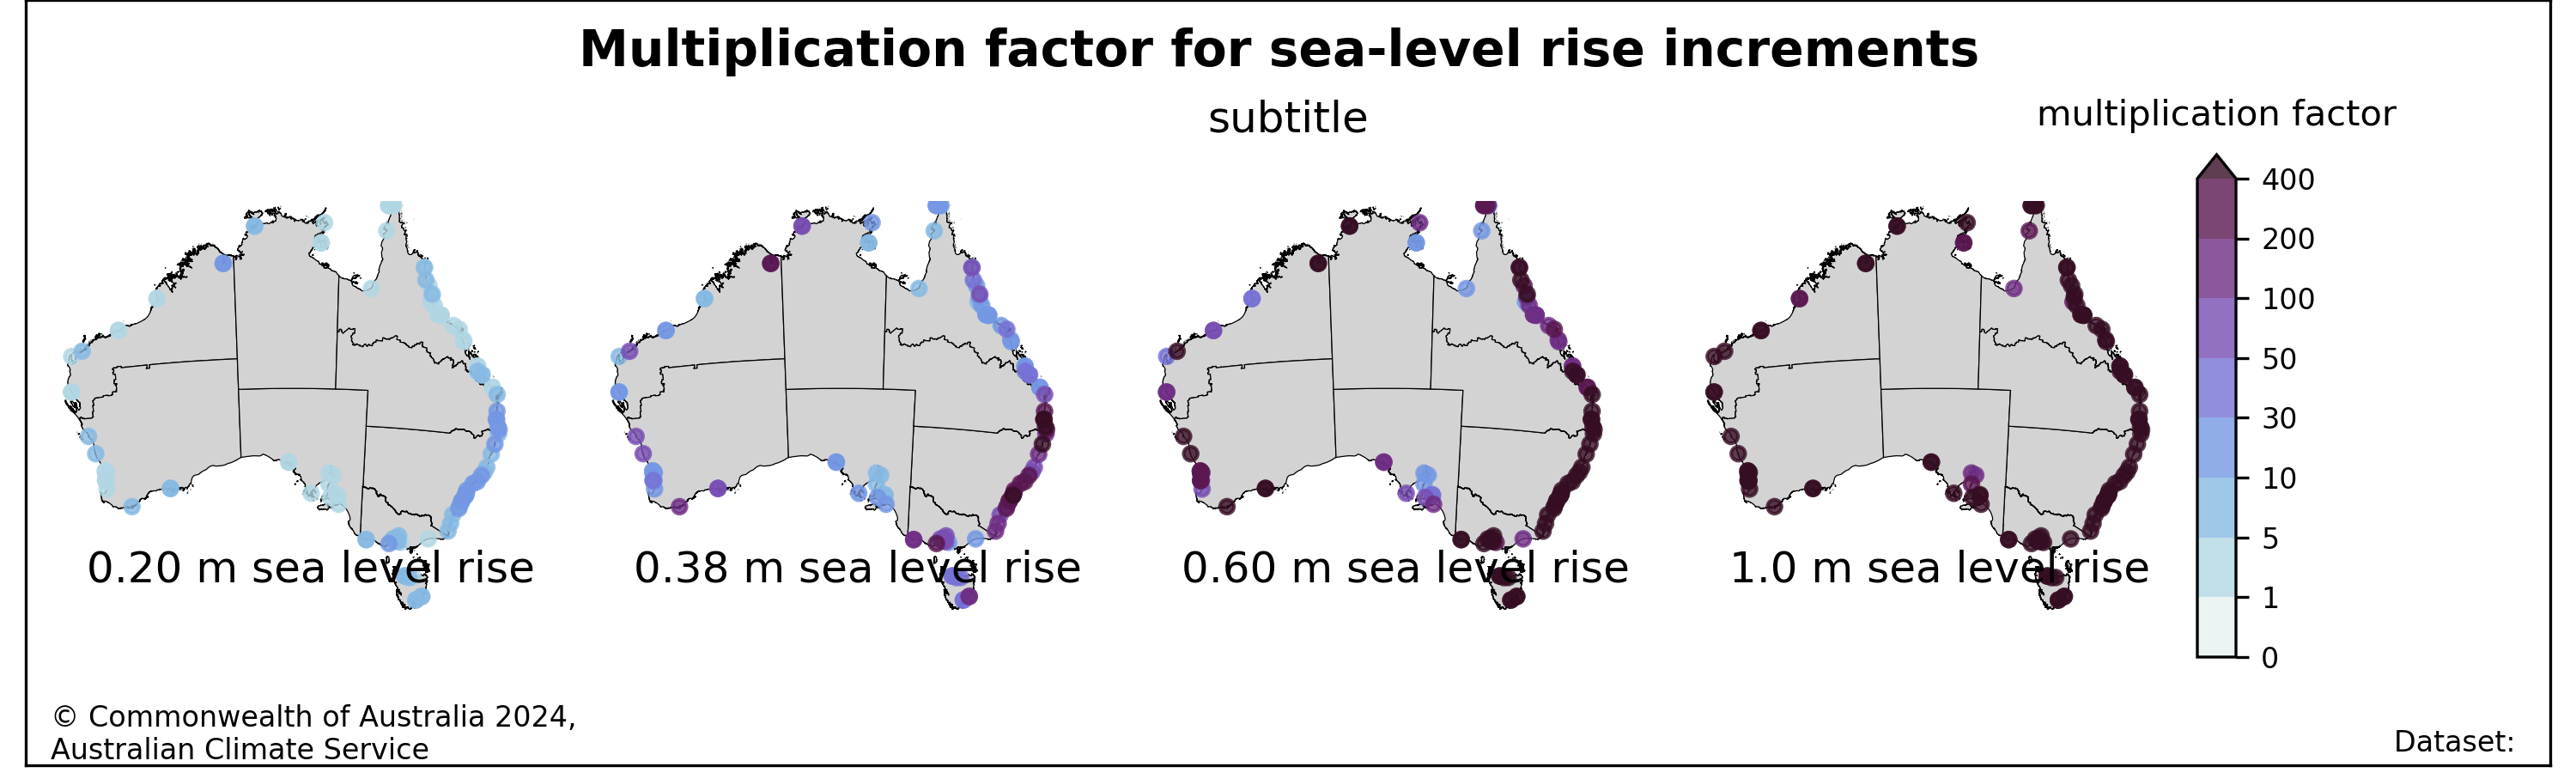 Multiplication factor for sea-level rise increments
subtitle
multiplication factor
400
200
100
50
30
10
5
1
0
0.20 m sea level rise
0.38 m sea level rise
0.60 m sea level rise
1.0 m sea level rise
© Commonwealth of Australia 2024,
Australian Climate Service
Dataset: